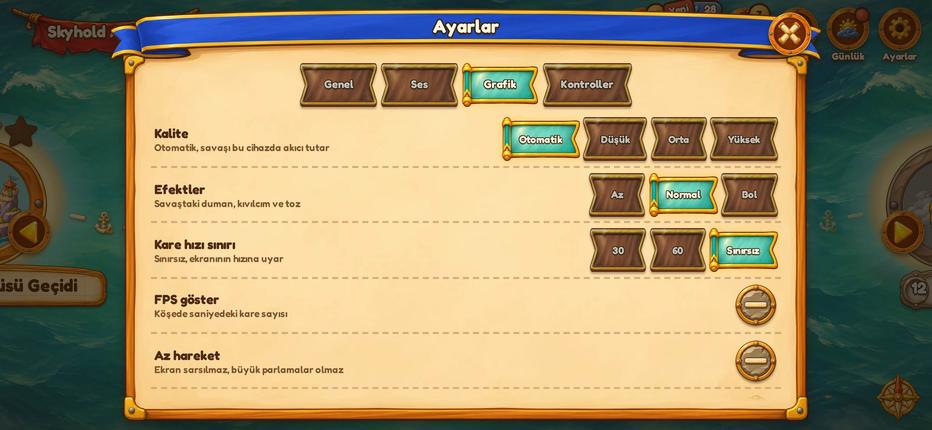 Ayarlar
Skyhold
Yeni
28
Günlük
Ayarlar
Genel
Ses
Grafik
Kontroller
Kalite
Otomatik, savaşı bu cihazda akıcı tutar
Otomatik
Düşük
Orta
Yüksek
Efektler
Savaştaki duman, kıvılcım ve toz
Az
Normal
Bol
Kare hızı sınırı
Sınırsız, ekranının hızına uyar
30
60
Sınırsız
üsü Geçidi
12
FPS göster
Köşede saniyedeki kare sayısı
Az hareket
Ekran sarsılmaz, büyük parlamalar olmaz